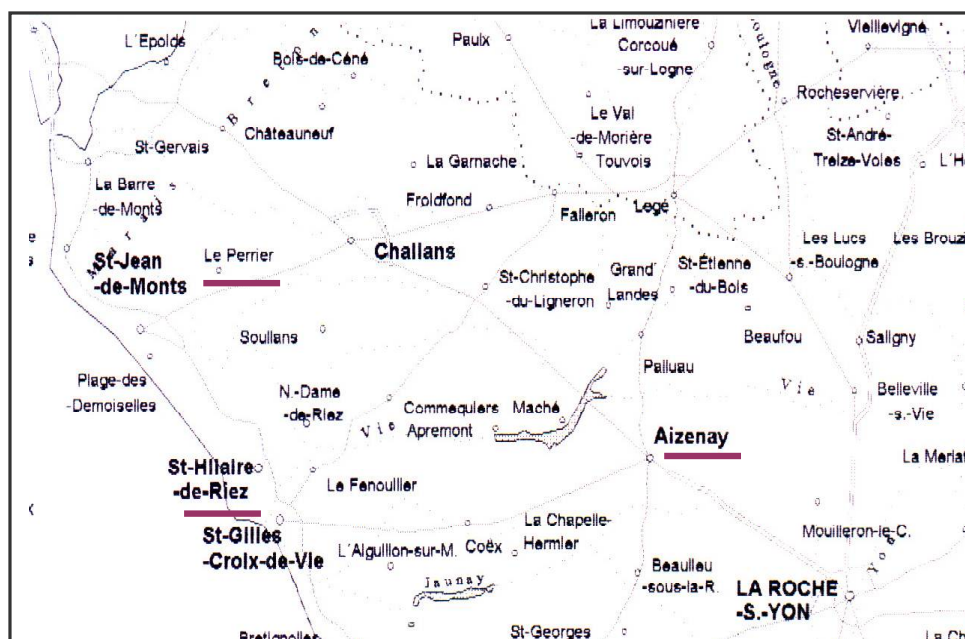 La Limouzinière
Vieillevigne
L'Epoids
Paulx
Corcoué
-sur-Logne
Boulogne
Bois-de-Céné
Breton
Rocheservière
Châteauneuf
Le Val
-de-Morière
St-André-
Treize-Voies
St-Gervais
La Garnache
Touvois
L'H
La Barre
-de-Monts
Froidfond
Falleron
Legé
Marais
Les Lucs
-s.-Boulogne
Les Brouzi
Le Perrier
Challans
St-Jean
-de-Monts
St-Christophe
-du-Ligneron
Grand'
Landes
St-Étienne
-du-Bois
Soullans
Beaufou
Saligny
Palluau
Plage-des
-Demoiselles
N.-Dame
-de-Riez
Vie
Commequiers
Maché
Apremont
Vie
Belleville
-s.-Vie
Aizenay
St-Hilaire
-de-Riez
Le Fenouiller
La Merlat
St-Gilles
-Croix-de-Vie
La Chapelle-
Hermier
Mouilleron-le-C.
L'Aiguillon-sur-M.
Coëx
Yon
Jaunay
Beaulieu
-sous-la-R.
LA ROCHE
-S.-YON
Bretignolles
St-Georges
La Ch